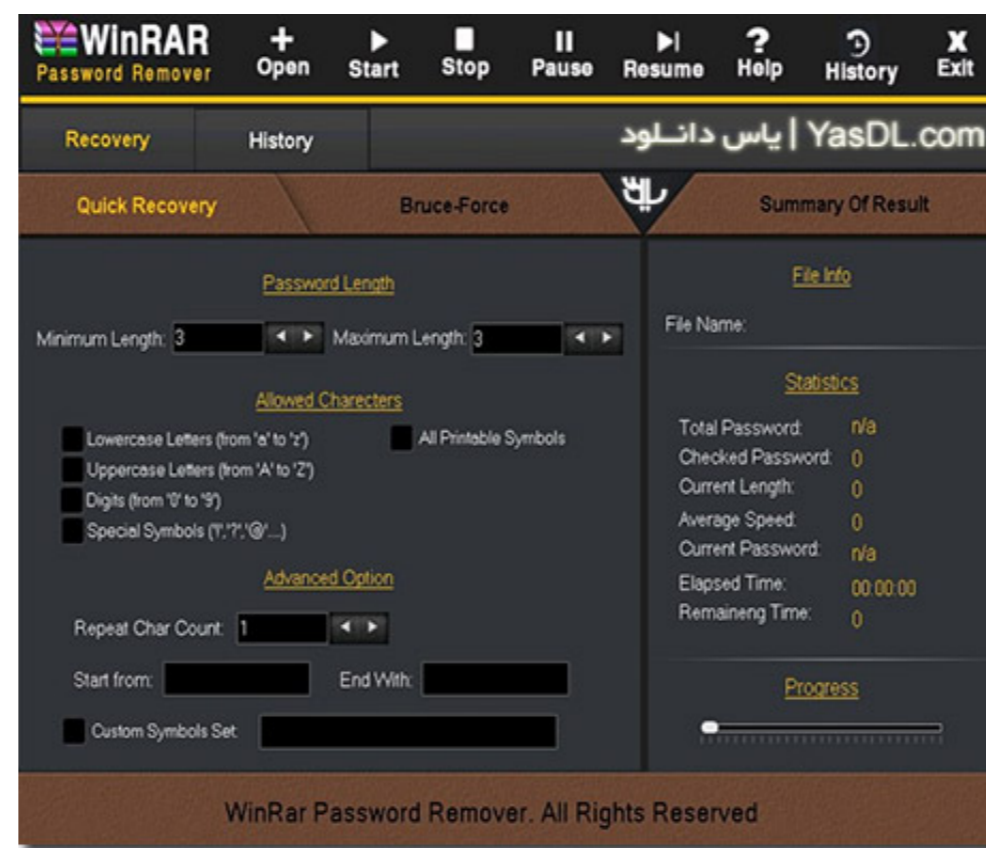 WinRAR
Password Remover
Open Start Stop Pause Resume Help History Exit
Recovery History
یاس دانلود | YasDL.com
Quick Recovery Bruce-Force Summary Of Result
Password Length
Minimum Length: 3 Maximum Length: 3
Allowed Charecters
Lowercase Letters (from 'a' to 'z') All Printable Symbols
Uppercase Letters (from 'A' to 'Z')
Digits (from '0' to '9')
Special Symbols ('!','?','@'....)
Advanced Option
Repeat Char Count: 1
Start from: End With:
Custom Symbols Set:
File Info
File Name:
Statistics
Total Password: n/a
Checked Password: 0
Current Length: 0
Average Speed: 0
Current Password: n/a
Elapsed Time: 00:00:00
Remaineng Time: 0
Progress
WinRar Password Remover. All Rights Reserved